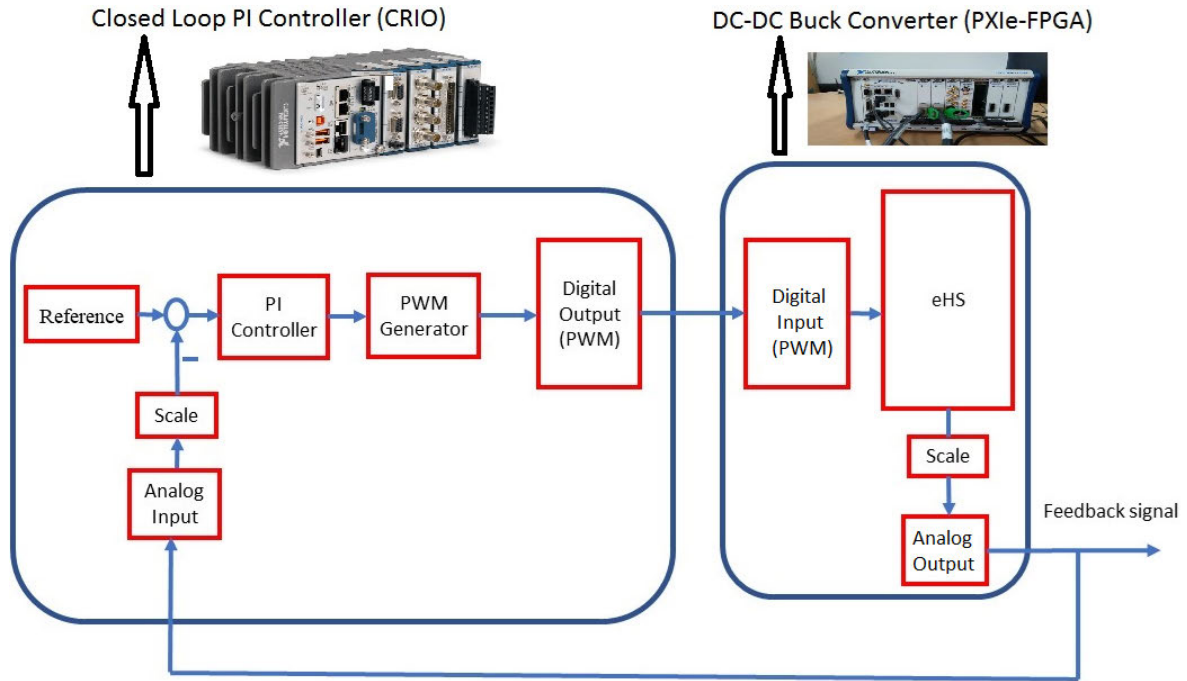 Closed Loop PI Controller (CRIO)
DC-DC Buck Converter (PXIe-FPGA)
Reference
PI
Controller
PWM
Generator
Digital
Output
(PWM)
Scale
Analog
Input
Digital
Input
(PWM)
eHS
Scale
Analog
Output
Feedback signal